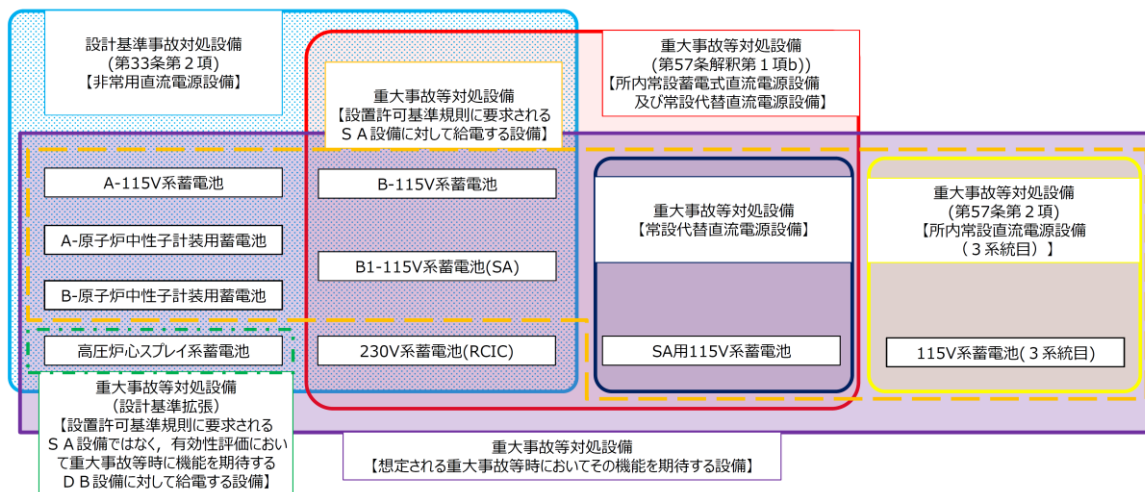 設計基準事故対処設備
(第33条第２項)
【非常用直流電源設備】
重大事故等対処設備
(第57条解釈第１項b))
【所内常設蓄電式直流電源設備
及び常設代替直流電源設備】
重大事故等対処設備
【設置許可基準規則に要求される
ＳＡ設備に対して給電する設備】
A-115V系蓄電池
A-原子炉中性子計装用蓄電池
B-原子炉中性子計装用蓄電池
高圧炉心スプレイ系蓄電池
B-115V系蓄電池
B1-115V系蓄電池(SA)
230V系蓄電池(RCIC)
重大事故等対処設備
【常設代替直流電源設備】
SA用115V系蓄電池
重大事故等対処設備
(第57条第２項)
【所内常設直流電源設備
（３系統目）】
115V系蓄電池(３系統目)
重大事故等対処設備
(設計基準拡張)
【設置許可基準規則に要求される
ＳＡ設備ではなく，有効性評価におい
て重大事故等時に機能を期待する
ＤＢ設備に対して給電する設備】
重大事故等対処設備
【想定される重大事故等時においてその機能を期待する設備】